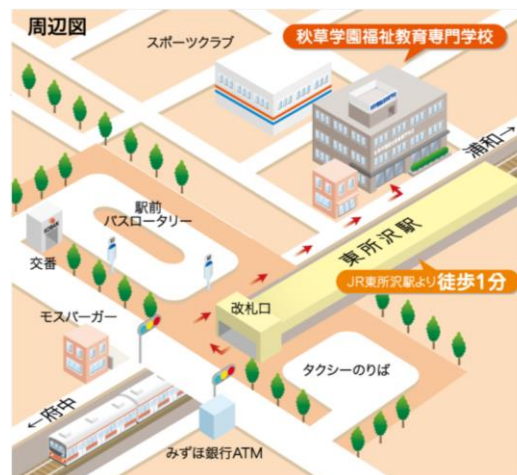 周辺図
スポーツクラブ
秋草学園福祉教育専門学校
浦和→
駅前
バスロータリー
東所沢駅
交番
JR東所沢駅より徒歩1分
改札口
モスバーガー
タクシーのりば
←府中
みずほ銀行ATM